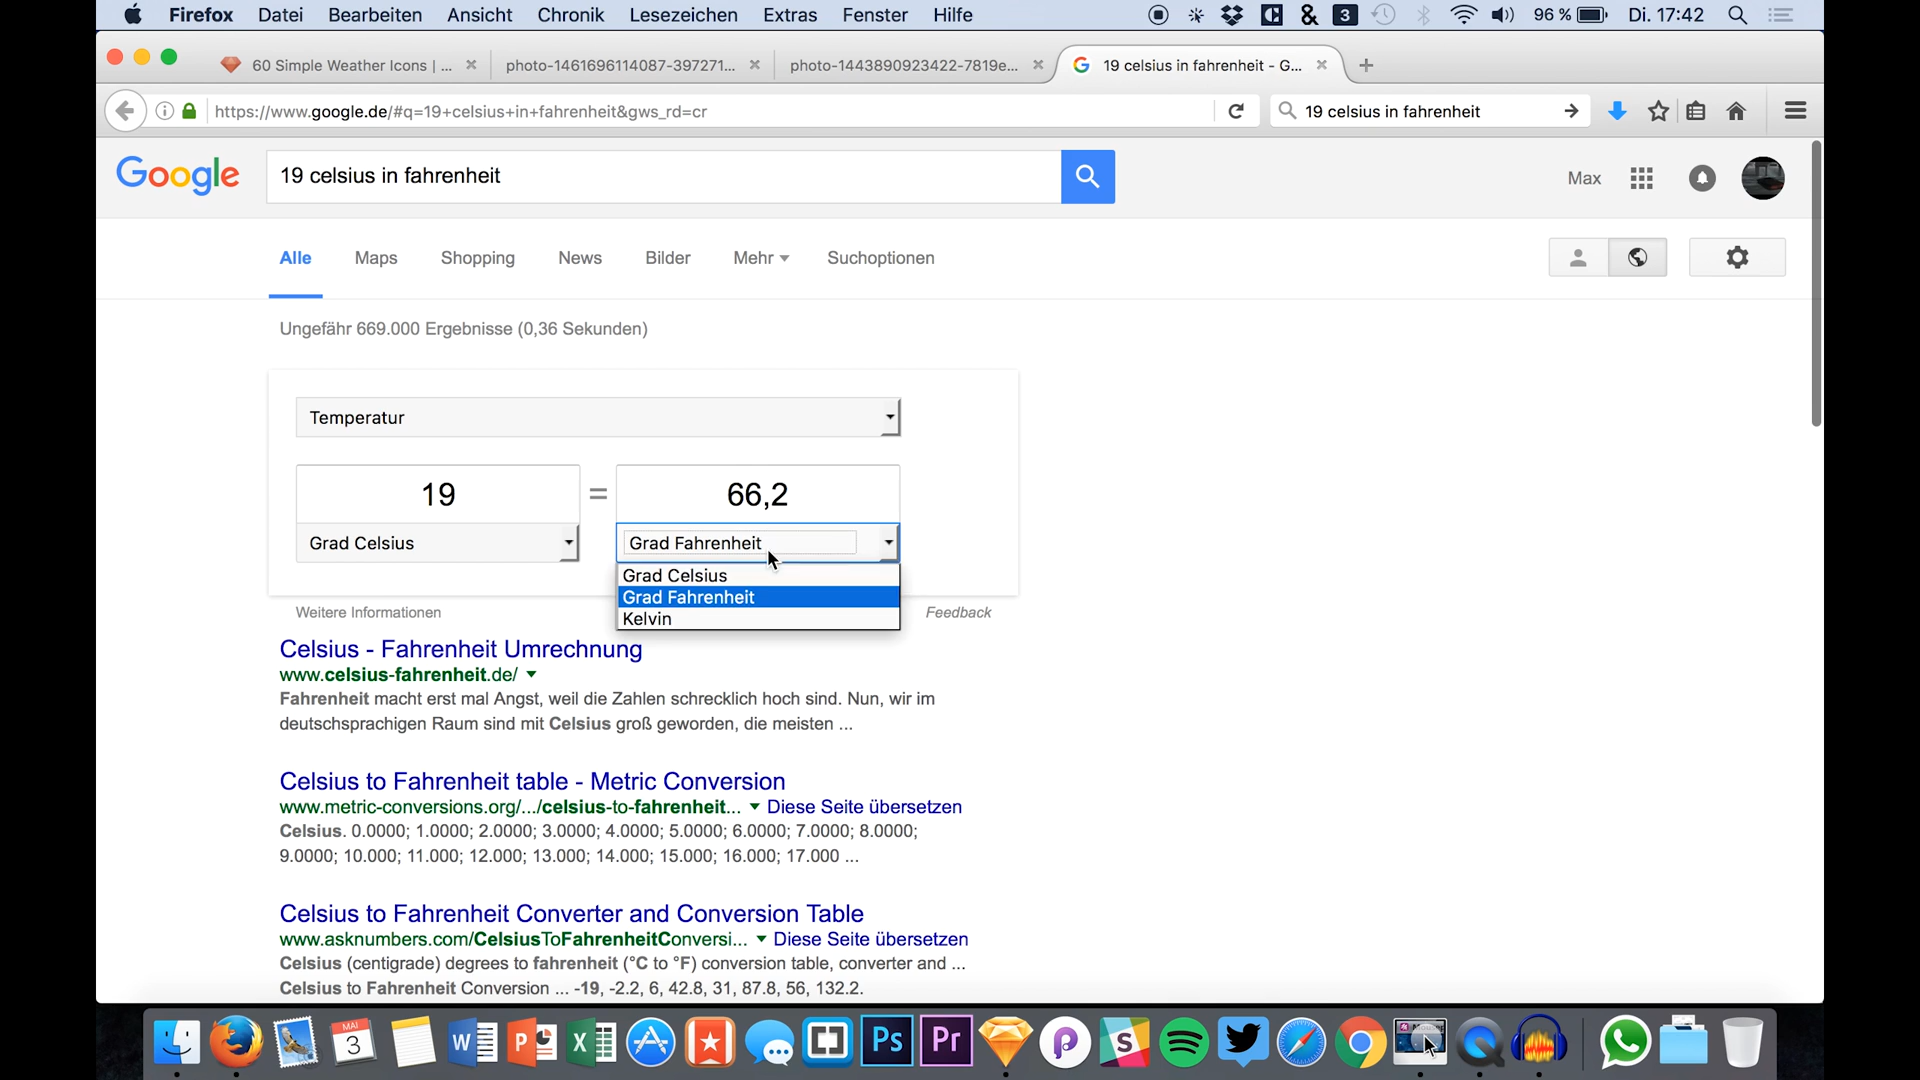 Firefox Datei Bearbeiten Ansicht Chronik Lesezeichen Extras Fenster Hilfe 3 96 % Di. 17:42
60 Simple Weather Icons | ... photo-1461696114087-397271... photo-1443890923422-7819e... 19 celsius in fahrenheit - G...
https://www.google.de/#q=19+celsius+in+fahrenheit&gws_rd=cr 19 celsius in fahrenheit
Google 19 celsius in fahrenheit Max
Alle Maps Shopping News Bilder Mehr Suchoptionen
Ungefähr 669.000 Ergebnisse (0,36 Sekunden)
Temperatur
19 = 66,2
Grad Celsius Grad Fahrenheit
Grad Celsius
Grad Fahrenheit
Kelvin
Weitere Informationen Feedback
Celsius - Fahrenheit Umrechnung
www.celsius-fahrenheit.de/
Fahrenheit macht erst mal Angst, weil die Zahlen schrecklich hoch sind. Nun, wir im
deutschsprachigen Raum sind mit Celsius groß geworden, die meisten ...
Celsius to Fahrenheit table - Metric Conversion
www.metric-conversions.org/.../celsius-to-fahrenheit... Diese Seite übersetzen
Celsius. 0.0000; 1.0000; 2.0000; 3.0000; 4.0000; 5.0000; 6.0000; 7.0000; 8.0000;
9.0000; 10.000; 11.000; 12.000; 13.000; 14.000; 15.000; 16.000; 17.000 ...
Celsius to Fahrenheit Converter and Conversion Table
www.asknumbers.com/CelsiusToFahrenheitConversi... Diese Seite übersetzen
Celsius (centigrade) degrees to fahrenheit (°C to °F) conversion table, converter and ...
Celsius to Fahrenheit Conversion ... -19, -2.2, 6, 42.8, 31, 87.8, 56, 132.2.
MAI 3 W P X Ps Pr S